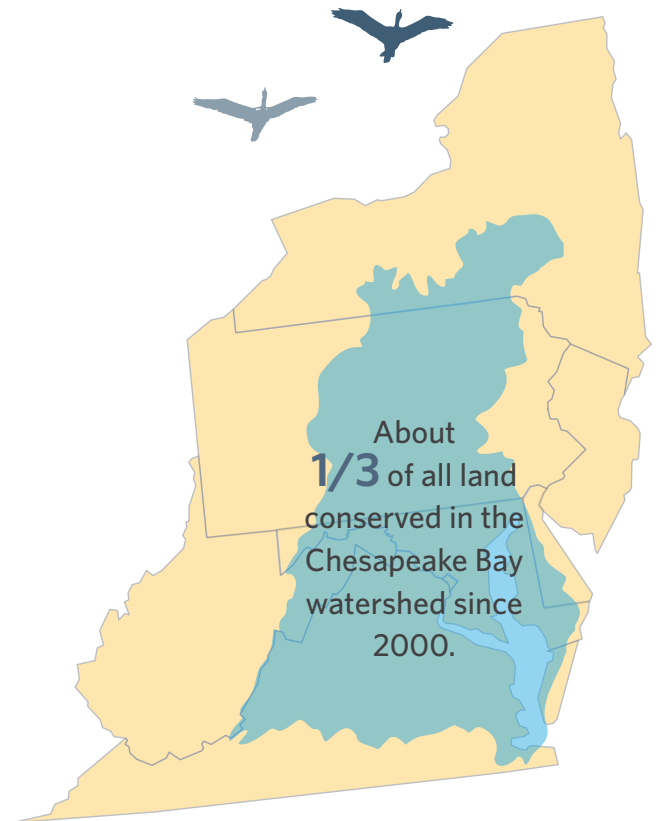 About
1/3 of all land
conserved in the
Chesapeake Bay
watershed since
2000.